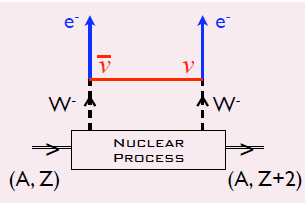 e⁻ e⁻
ν̅ ν
W⁻ W⁻
NUCLEAR
PROCESS
(A, Z) (A, Z+2)